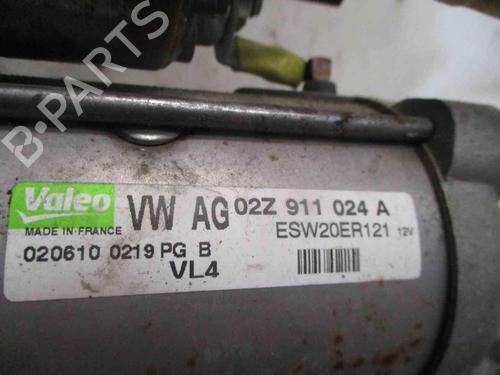 B-PARTS
Valeo VW AG 02Z 911 024 A
MADE IN FRANCE ESW20ER121 12V
020610 0219 PG B
VL4